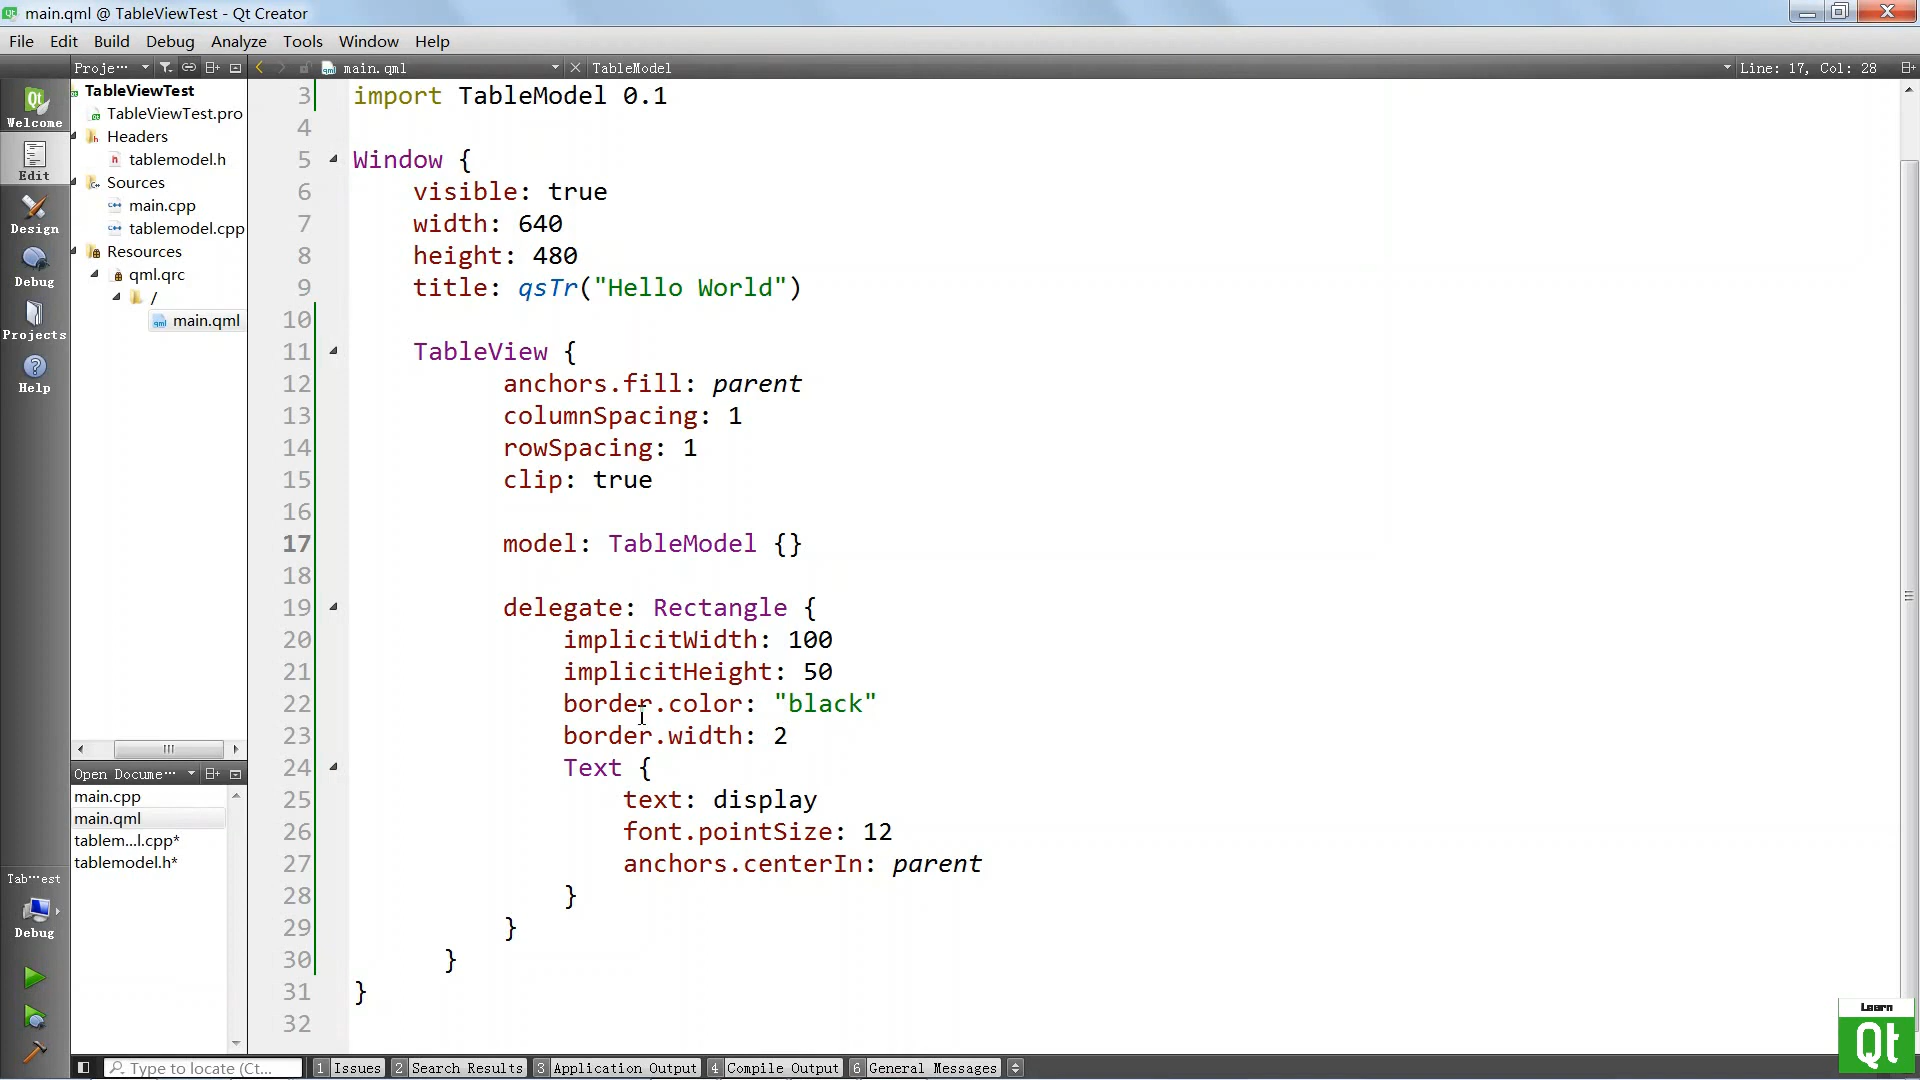 main.qml @ TableViewTest - Qt Creator
File Edit Build Debug Analyze Tools Window Help
Proje… main.qml TableModel Line: 17, Col: 28
Welcome
Edit
Design
Debug
Projects
Help
TableViewTest
TableViewTest.pro
Headers
tablemodel.h
Sources
main.cpp
tablemodel.cpp
Resources
qml.qrc
/
main.qml
Open Docume…
main.cpp
main.qml
tablem...l.cpp*
tablemodel.h*
Tab…est
Debug
3 import TableModel 0.1
4
5 Window {
6 visible: true
7 width: 640
8 height: 480
9 title: qsTr("Hello World")
10
11 TableView {
12 anchors.fill: parent
13 columnSpacing: 1
14 rowSpacing: 1
15 clip: true
16
17 model: TableModel {}
18
19 delegate: Rectangle {
20 implicitWidth: 100
21 implicitHeight: 50
22 border.color: "black"
23 border.width: 2
24 Text {
25 text: display
26 font.pointSize: 12
27 anchors.centerIn: parent
28 }
29 }
30 }
31 }
32
Type to locate (Ct... 1 Issues 2 Search Results 3 Application Output 4 Compile Output 6 General Messages
Learn
Qt